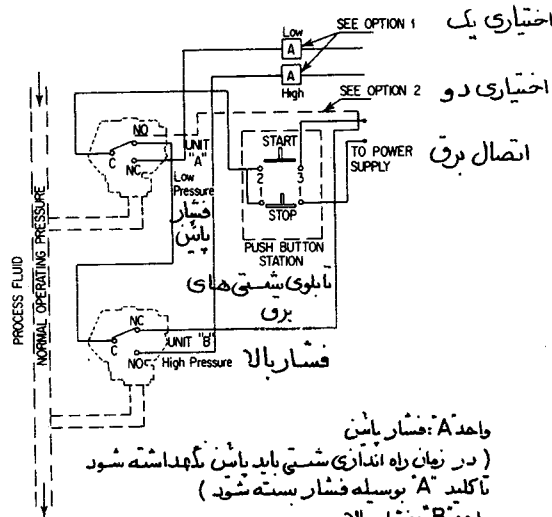 Low
A
SEE OPTION 1
اختیاری یک
A
High
SEE OPTION 2
اختیاری دو
NO
C
NC
UNIT
"A"
Low
Pressure
فشار
پائین
START
2
3
STOP
TO POWER
SUPPLY
اتصال برق
PUSH BUTTON
STATION
تابلوی شستی های
برق
PROCESS FLUID
NORMAL OPERATING PRESSURE
NC
C
NO
UNIT "B"
High Pressure
فشار بالا
واحد "A": فشار پائین
( در زمان راه اندازی شستی باید پائین نگهداشته شود
تا کلید "A" بوسیله فشار بسته شود )